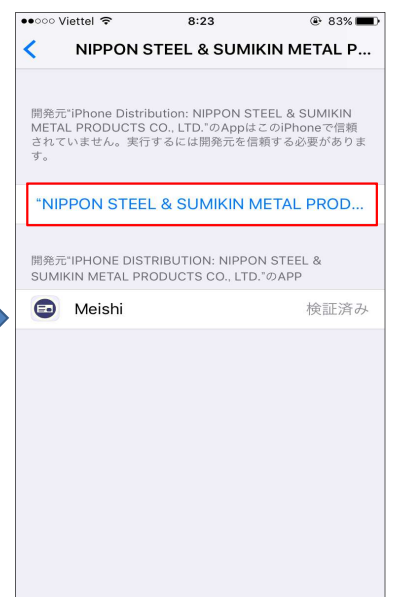 Viettel 8:23 83%
NIPPON STEEL & SUMIKIN METAL P...
開発元"iPhone Distribution: NIPPON STEEL & SUMIKIN
METAL PRODUCTS CO., LTD."のAppはこのiPhoneで信頼
されていません。実行するには開発元を信頼する必要がありま
す。
"NIPPON STEEL & SUMIKIN METAL PROD...
開発元"IPHONE DISTRIBUTION: NIPPON STEEL &
SUMIKIN METAL PRODUCTS CO., LTD."のAPP
Meishi 検証済み